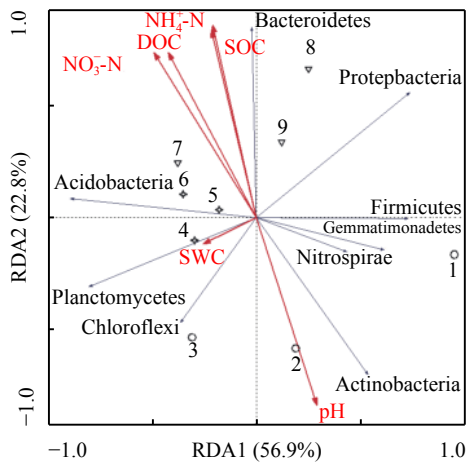 1.0
NH₄⁺-N
Bacteroidetes
DOC
SOC
8
NO₃⁻-N
Protepbacteria
9
7
Acidobacteria
6
5
Firmicutes
Gemmatimonadetes
4
SWC
Nitrospirae
1
Planctomycetes
Chloroflexi
3
2
Actinobacteria
pH
RDA2 (22.8%)
−1.0
−1.0
RDA1 (56.9%)
1.0